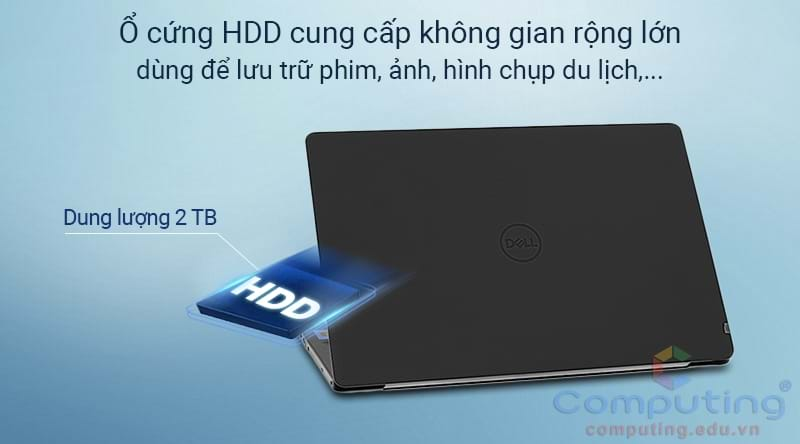 Ổ cứng HDD cung cấp không gian rộng lớn
dùng để lưu trữ phim, ảnh, hình chụp du lịch,...
Dung lượng 2 TB
DELL
HDD
Computing®
computing.edu.vn